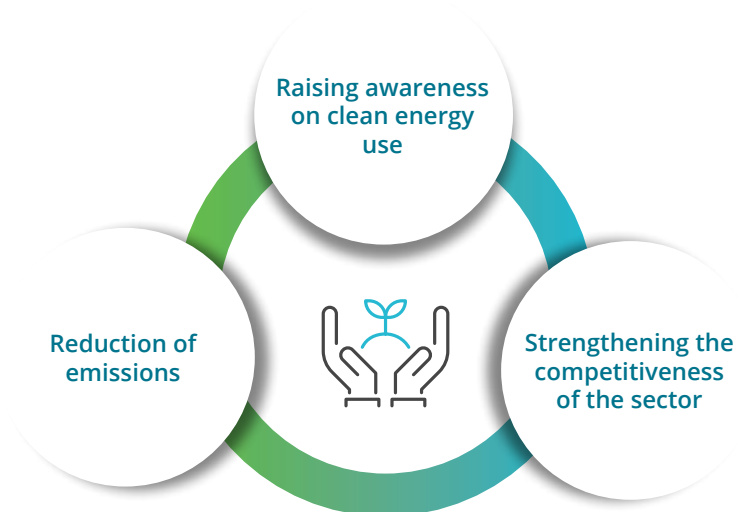 Raising awareness
on clean energy
use
Reduction of
emissions
Strengthening the
competitiveness
of the sector